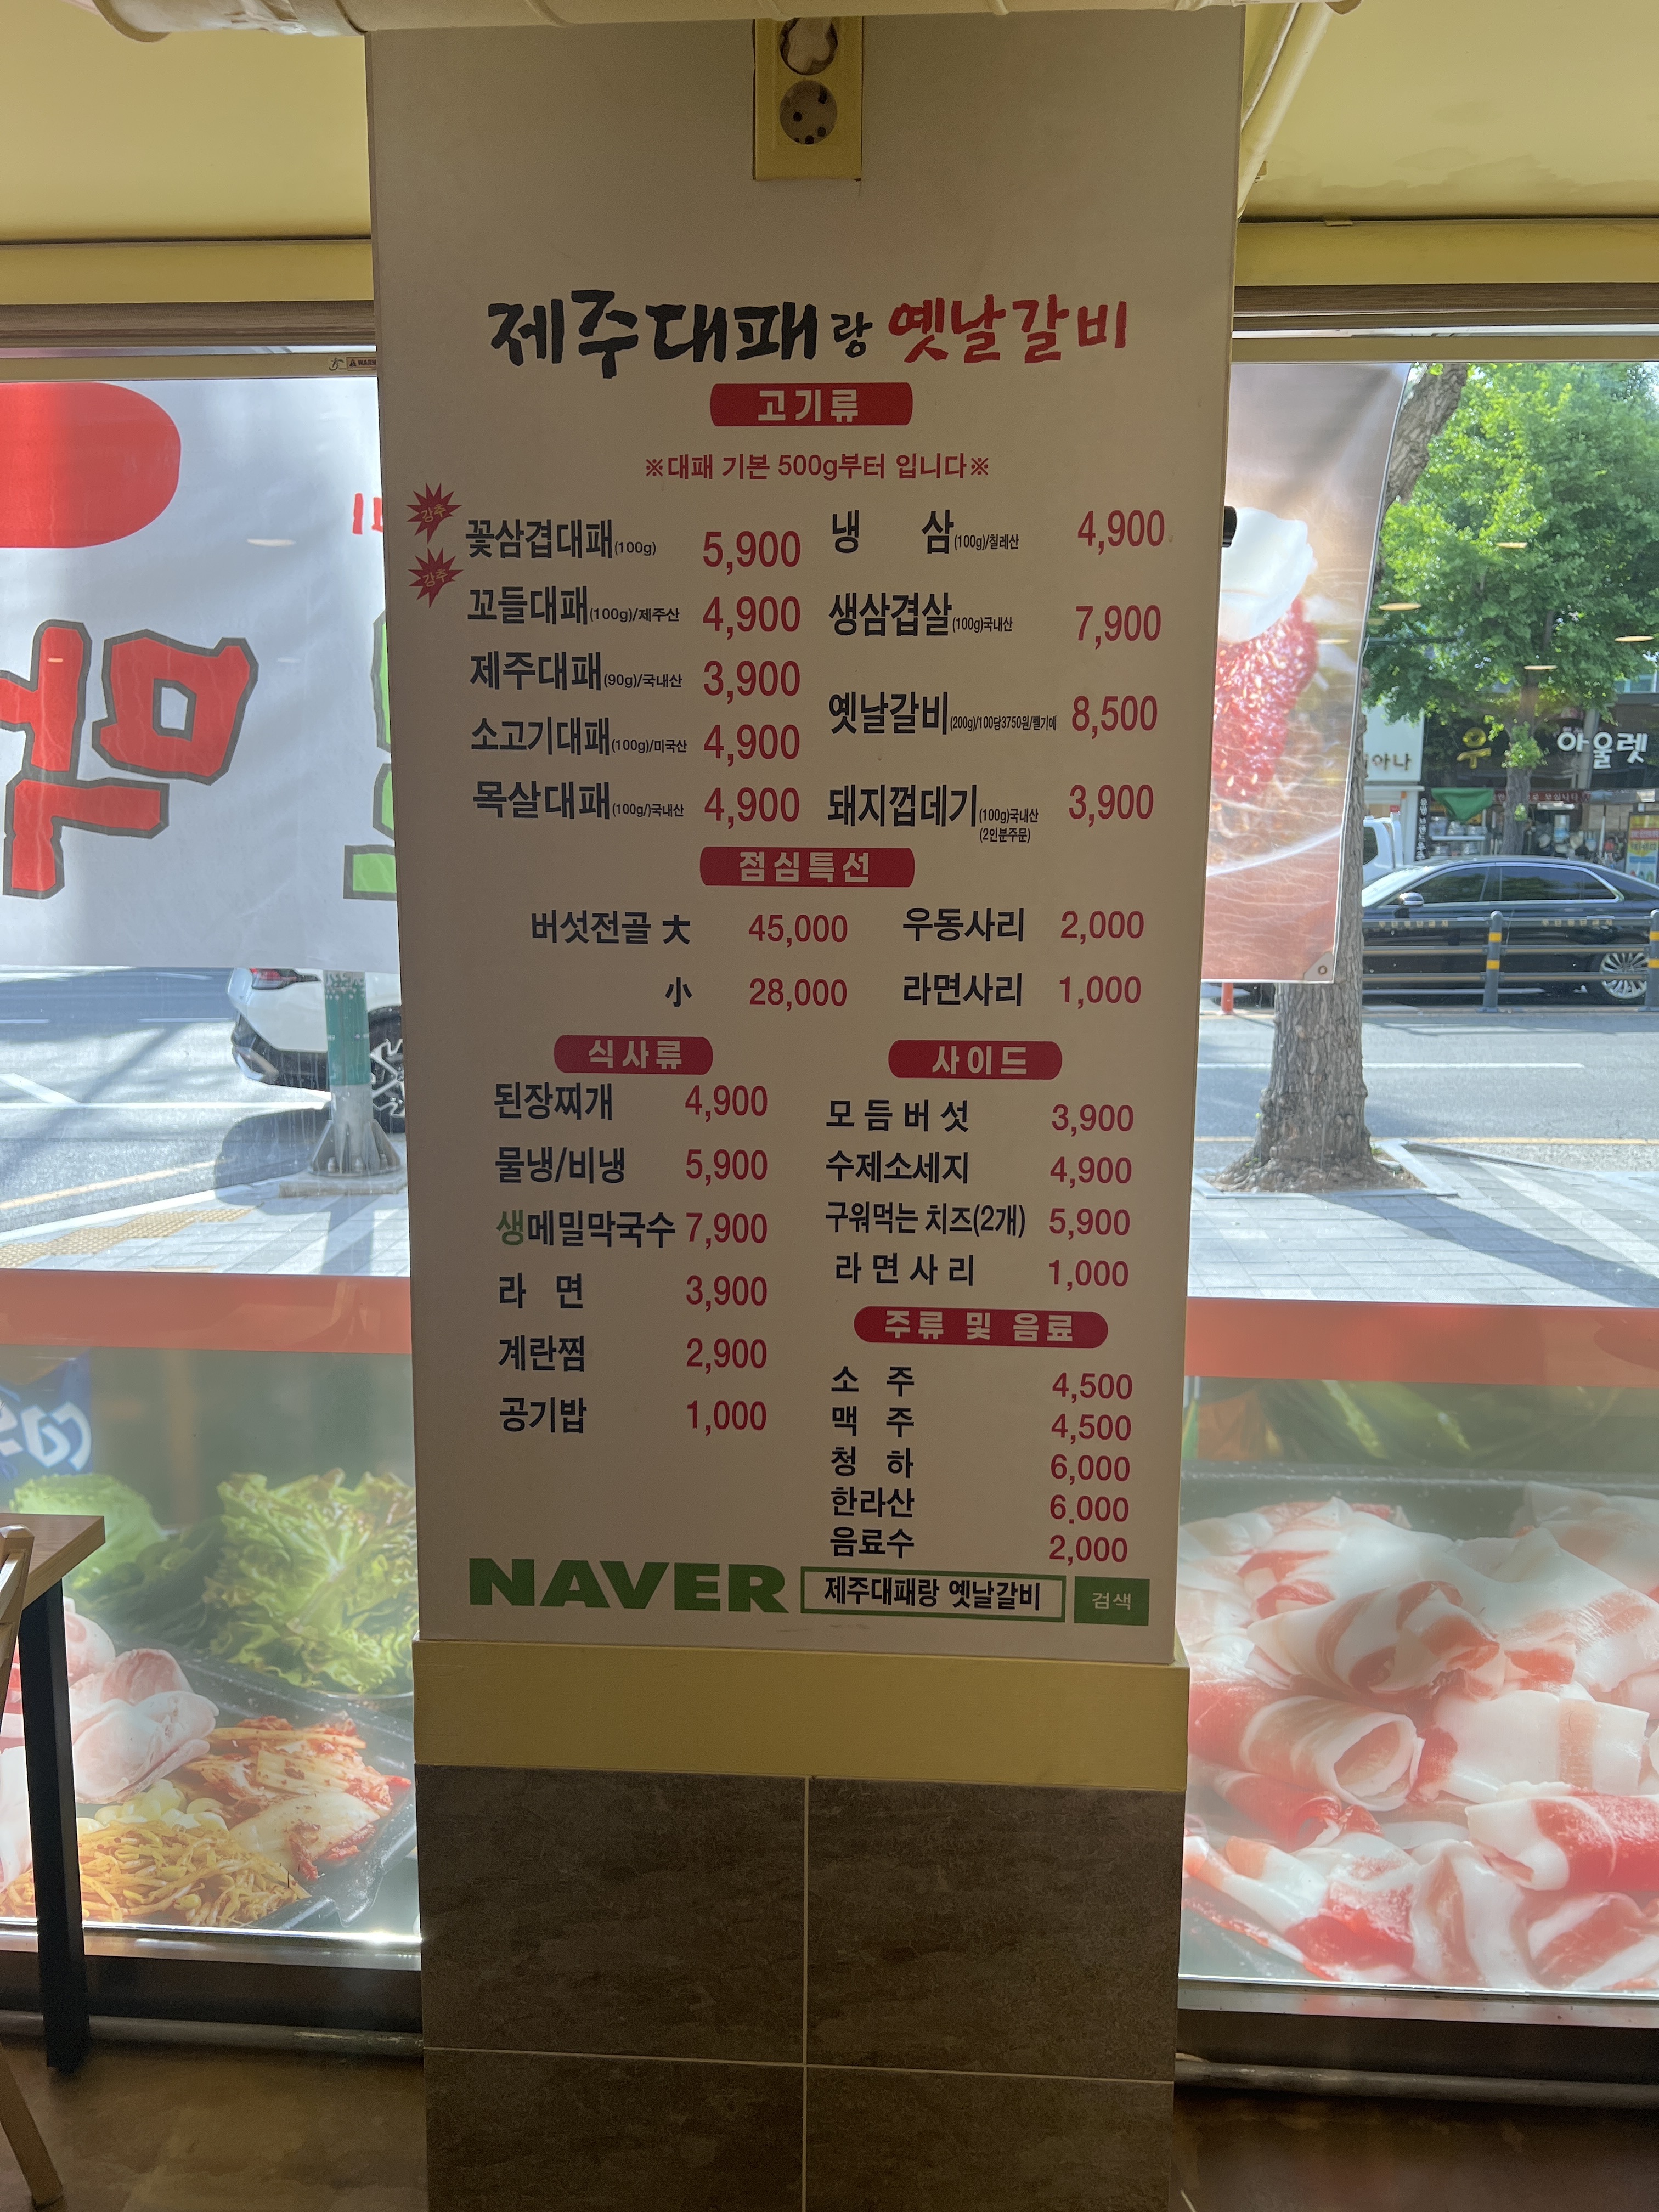 제주대패랑 옛날갈비
고기류
※대패 기본 500g부터 입니다※
강추
꽃삼겹대패(100g) 5,900
강추
꼬들대패(100g)/제주산 4,900
제주대패(90g)/국내산 3,900
소고기대패(100g)/미국산 4,900
목살대패(100g/)국내산 4,900
냉 삼(100g)/칠레산 4,900
생삼겹살(100g)국내산 7,900
옛날갈비(200g)/100당3750원/벨기에 8,500
돼지껍데기(100g)국내산 3,900
(2인분주문)
점심특선
버섯전골 大 45,000
小 28,000
우동사리 2,000
라면사리 1,000
식사류
된장찌개 4,900
물냉/비냉 5,900
생메밀막국수 7,900
라 면 3,900
계란찜 2,900
공기밥 1,000
사이드
모듬버섯 3,900
수제소세지 4,900
구워먹는 치즈(2개) 5,900
라면사리 1,000
주류 및 음료
소 주 4,500
맥 주 4,500
청 하 6,000
한라산 6.000
음료수 2,000
NAVER 제주대패랑 옛날갈비 검색
아울렛